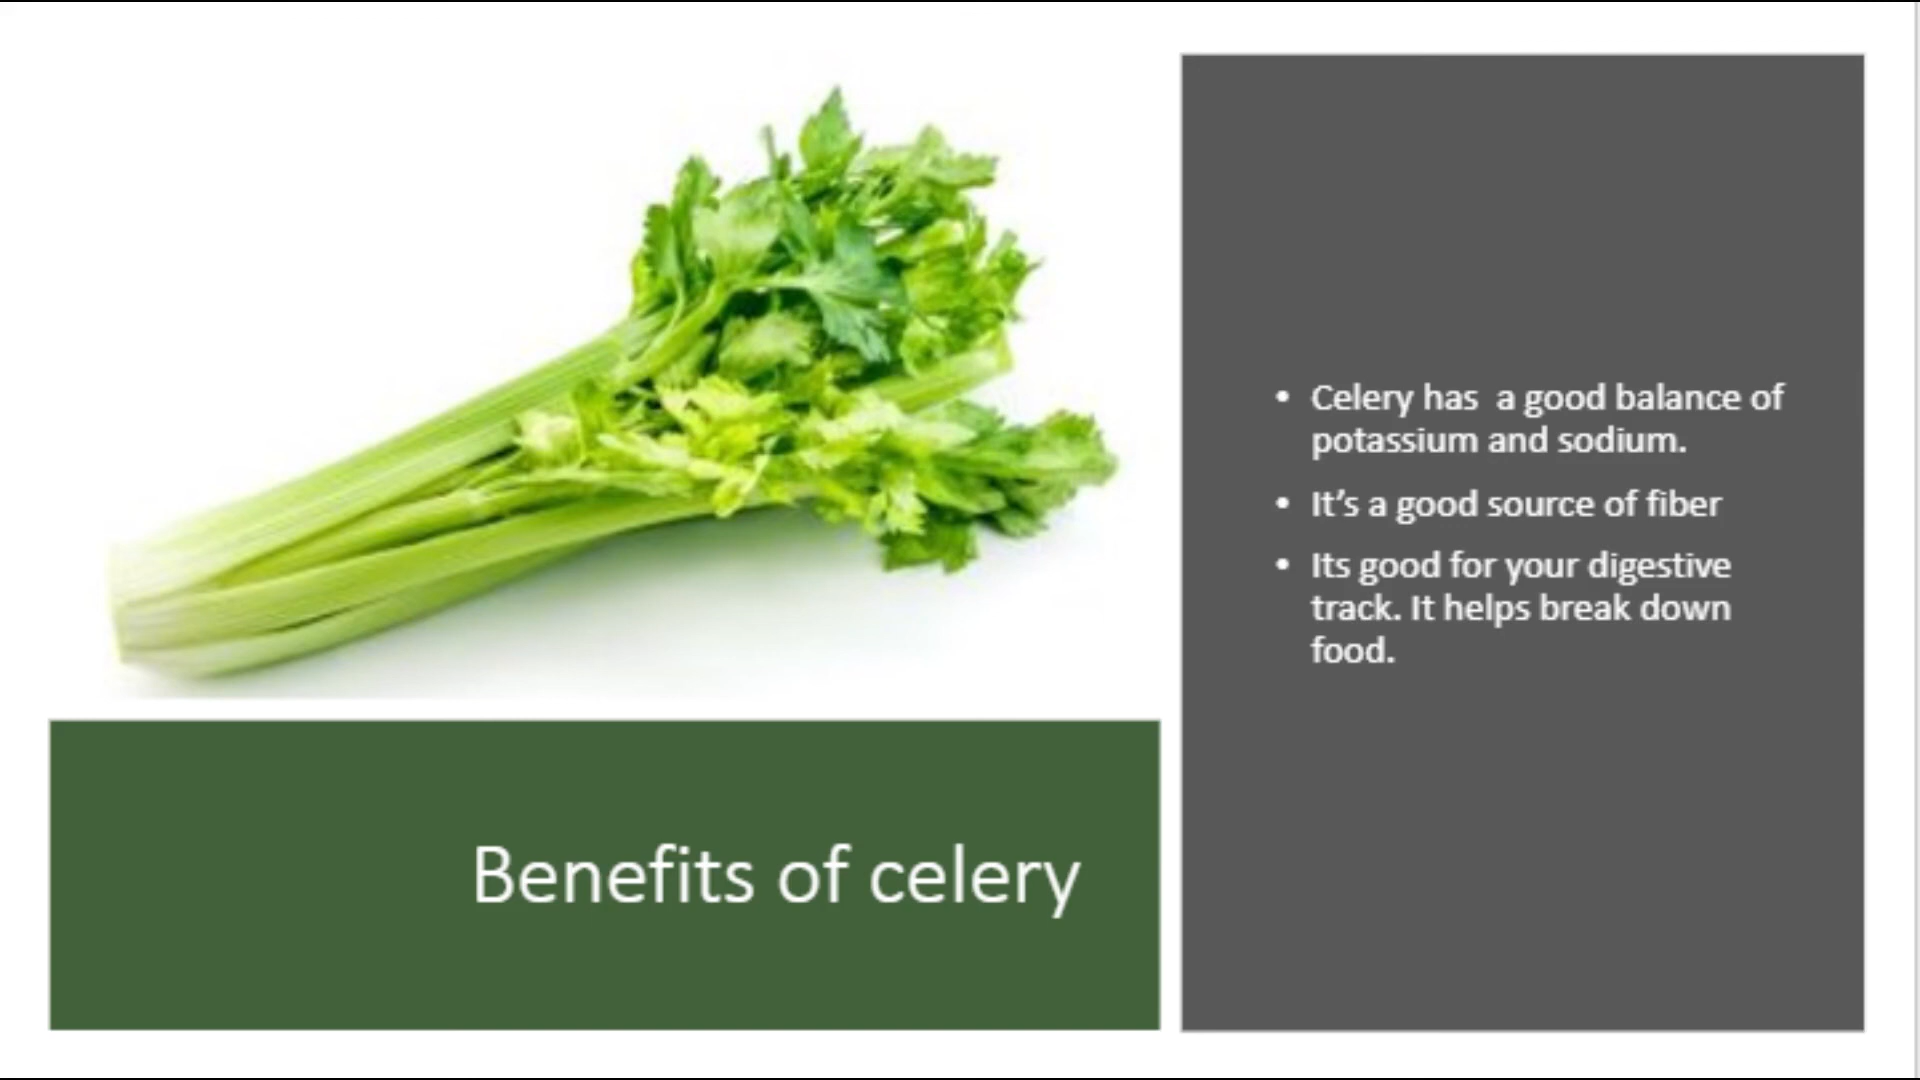 • Celery has  a good balance of
potassium and sodium.
• It’s a good source of fiber
• Its good for your digestive
track. It helps break down
food.
Benefits of celery